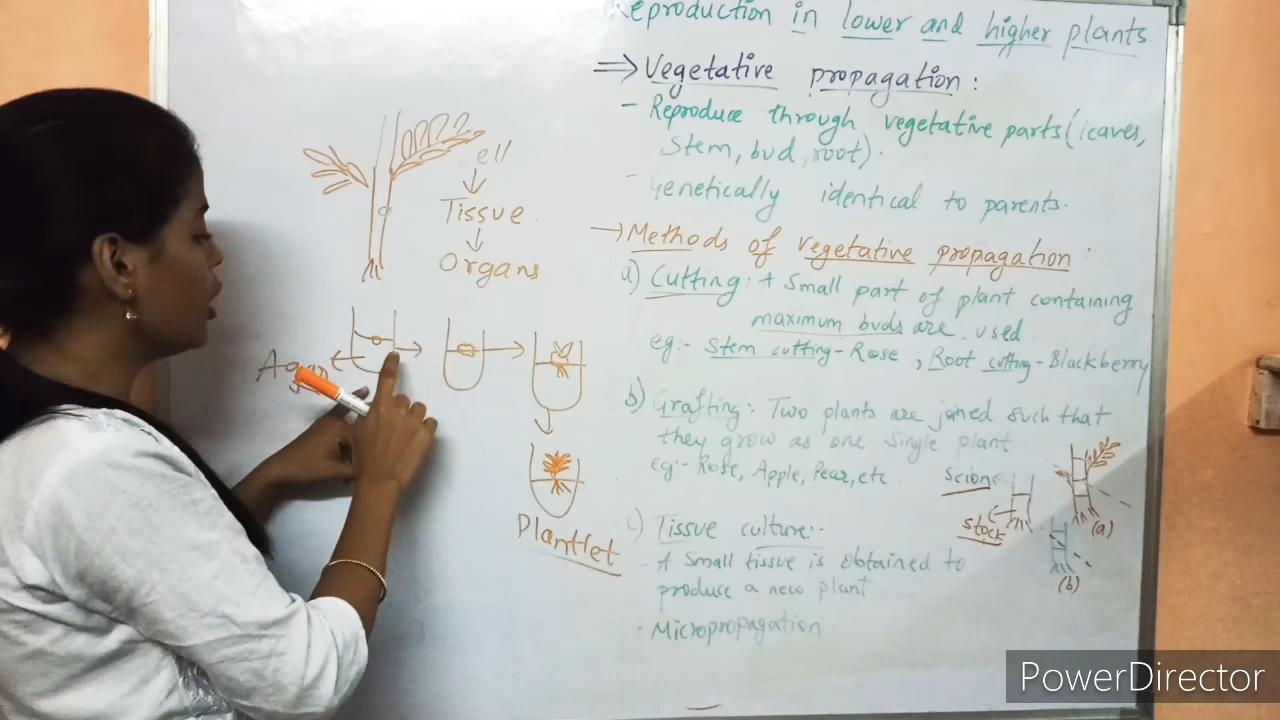 Reproduction in lower and higher plants
⇒ Vegetative propagation:
- Reproduce through vegetative parts (leaves,
stem, bud, root).
- Genetically identical to parents.
→ Methods of vegetative propagation:
a) Cutting: A small part of plant containing
maximum buds are used
eg:- Stem cutting - Rose ; Root cutting - Blackberry
b) Grafting: Two plants are joined such that
they grow as one single plant
eg:- Rose, Apple, Pear, etc
scion
stock
(a)
(b)
c) Tissue culture:-
- A small tissue is obtained to
produce a new plant
- Micropropagation
ell
↓
Tissue
↓
Organs
Agar
Plantlet
PowerDirector